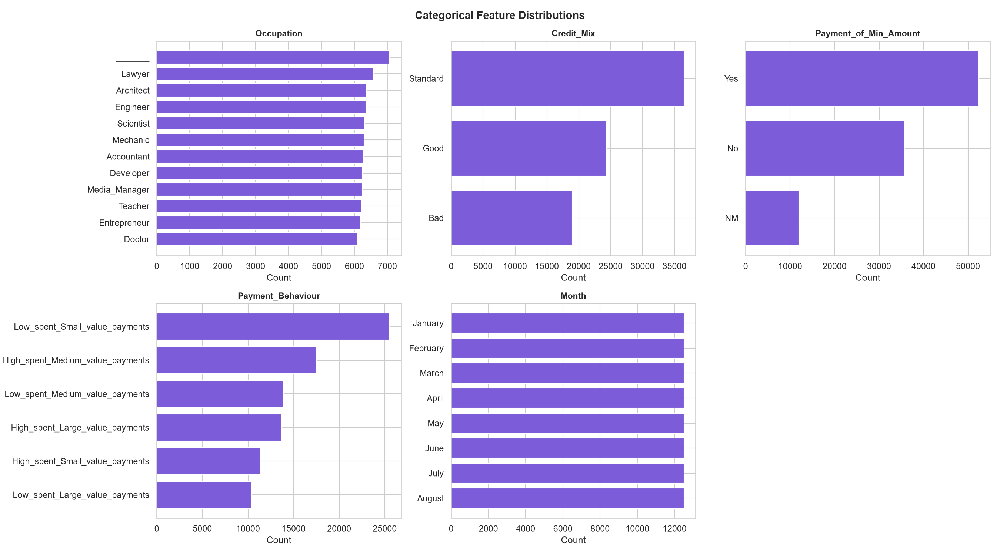 Categorical Feature Distributions
Occupation
________
Lawyer
Architect
Engineer
Scientist
Mechanic
Accountant
Developer
Media_Manager
Teacher
Entrepreneur
Doctor
0 1000 2000 3000 4000 5000 6000 7000
Count
Credit_Mix
Standard
Good
Bad
0 5000 10000 15000 20000 25000 30000 35000
Count
Payment_of_Min_Amount
Yes
No
NM
0 10000 20000 30000 40000 50000
Count
Payment_Behaviour
Low_spent_Small_value_payments
High_spent_Medium_value_payments
Low_spent_Medium_value_payments
High_spent_Large_value_payments
High_spent_Small_value_payments
Low_spent_Large_value_payments
0 5000 10000 15000 20000 25000
Count
Month
January
February
March
April
May
June
July
August
0 2000 4000 6000 8000 10000 12000
Count